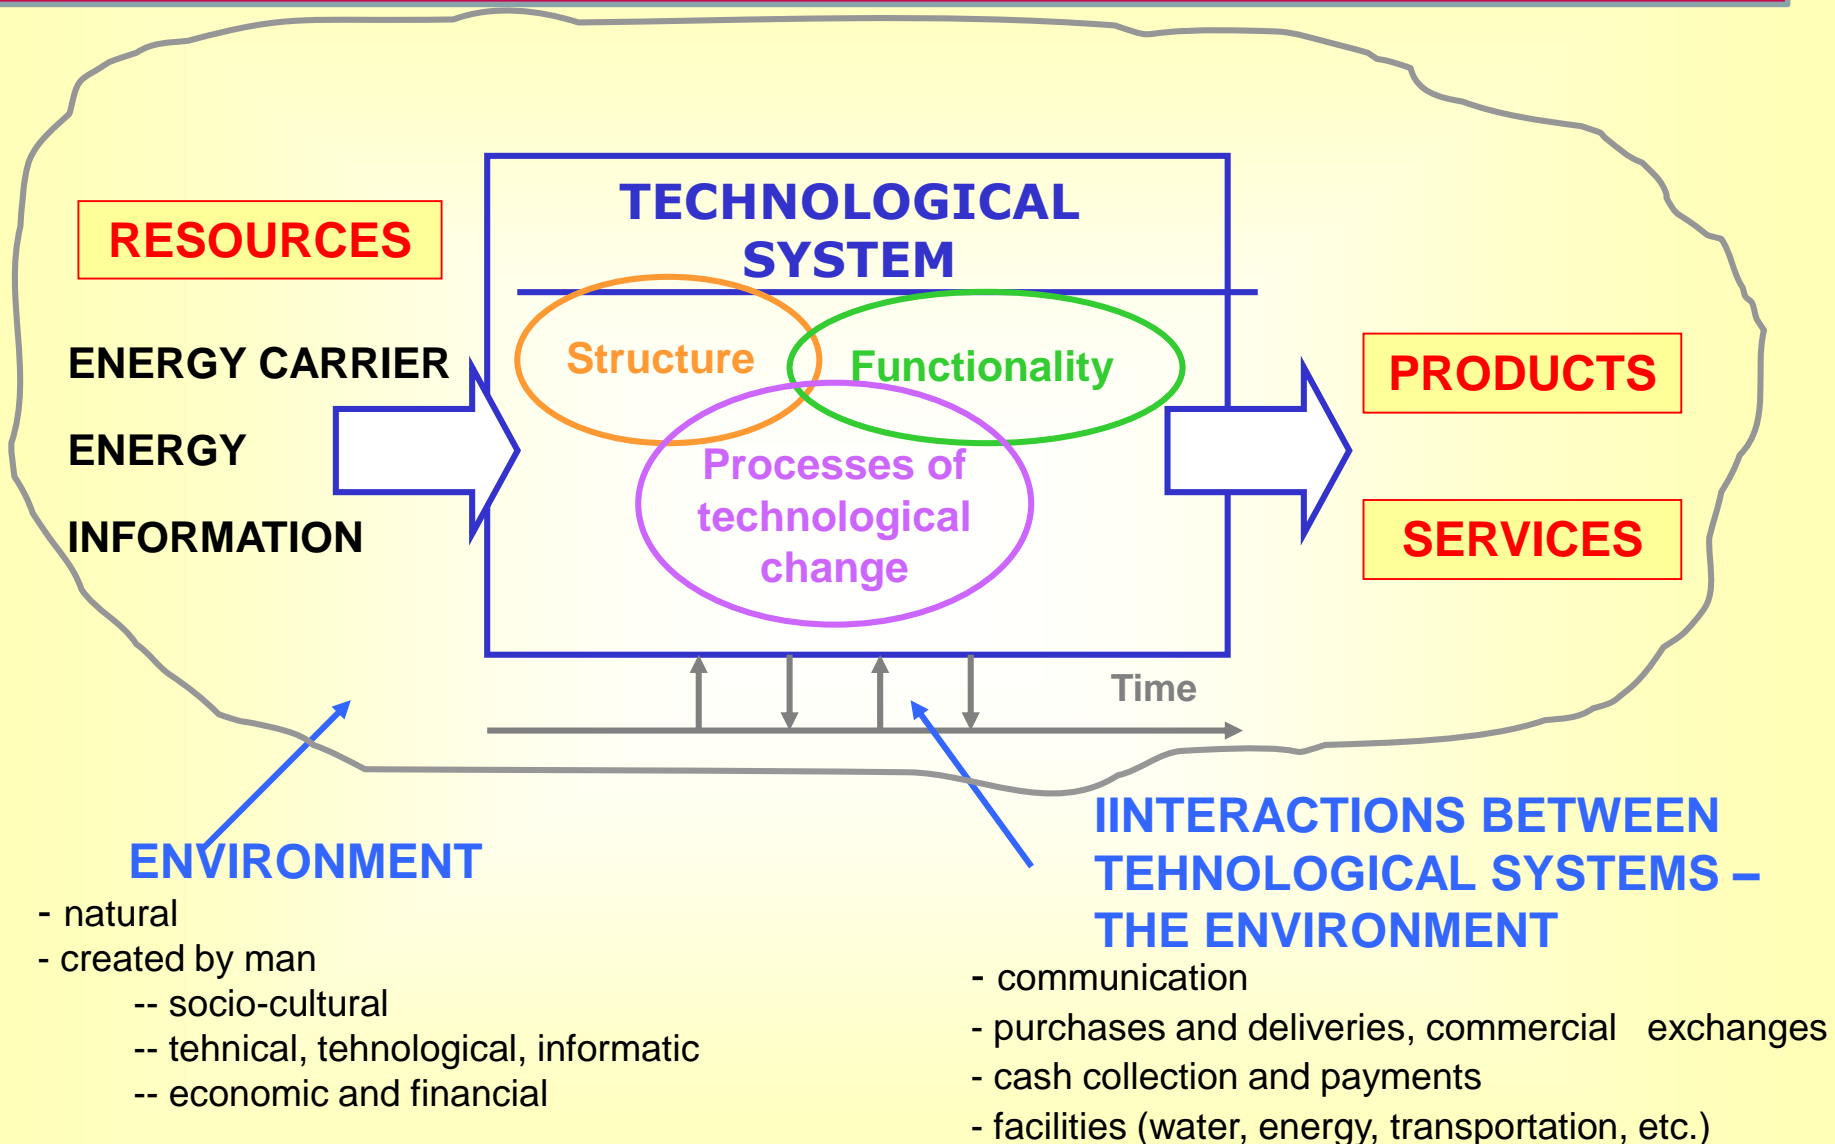 TECHNOLOGICAL
SYSTEM
RESOURCES
ENERGY CARRIER
ENERGY
INFORMATION
Structure
Functionality
Processes of
technological
change
PRODUCTS
SERVICES
Time
ENVIRONMENT
- natural
- created by man
-- socio-cultural
-- tehnical, tehnological, informatic
-- economic and financial
IINTERACTIONS BETWEEN
TEHNOLOGICAL SYSTEMS –
THE ENVIRONMENT
- communication
- purchases and deliveries, commercial exchanges
- cash collection and payments
- facilities (water, energy, transportation, etc.)